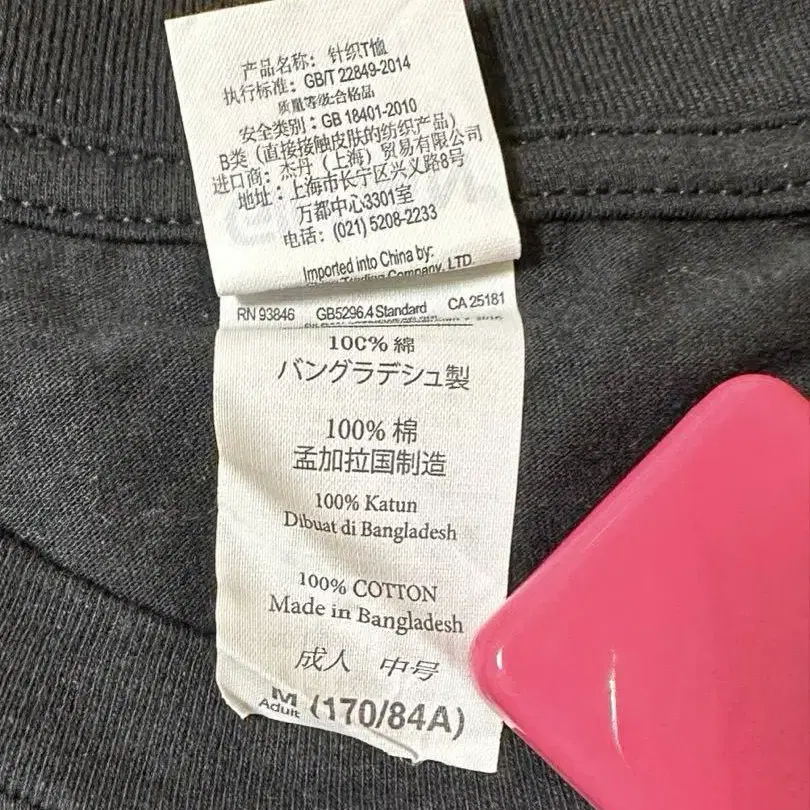 产品名称：针织T恤
执行标准：GB/T 22849-2014
质量等级:合格品
安全类别：GB 18401-2010
B类（直接接触皮肤的纺织产品）
进口商：杰丹（上海）贸易有限公司
地址：上海市长宁区兴义路8号
万都中心3301室
电话：(021) 5208-2233
Imported into China by:
Trading Company, LTD
RN 93846 GB5296.4 Standard CA 25181
100% 綿
バングラデシュ製
100% 棉
孟加拉国制造
100% Katun
Dibuat di Bangladesh
100% COTTON
Made in Bangladesh
成人 中号
M
Adult (170/84A)